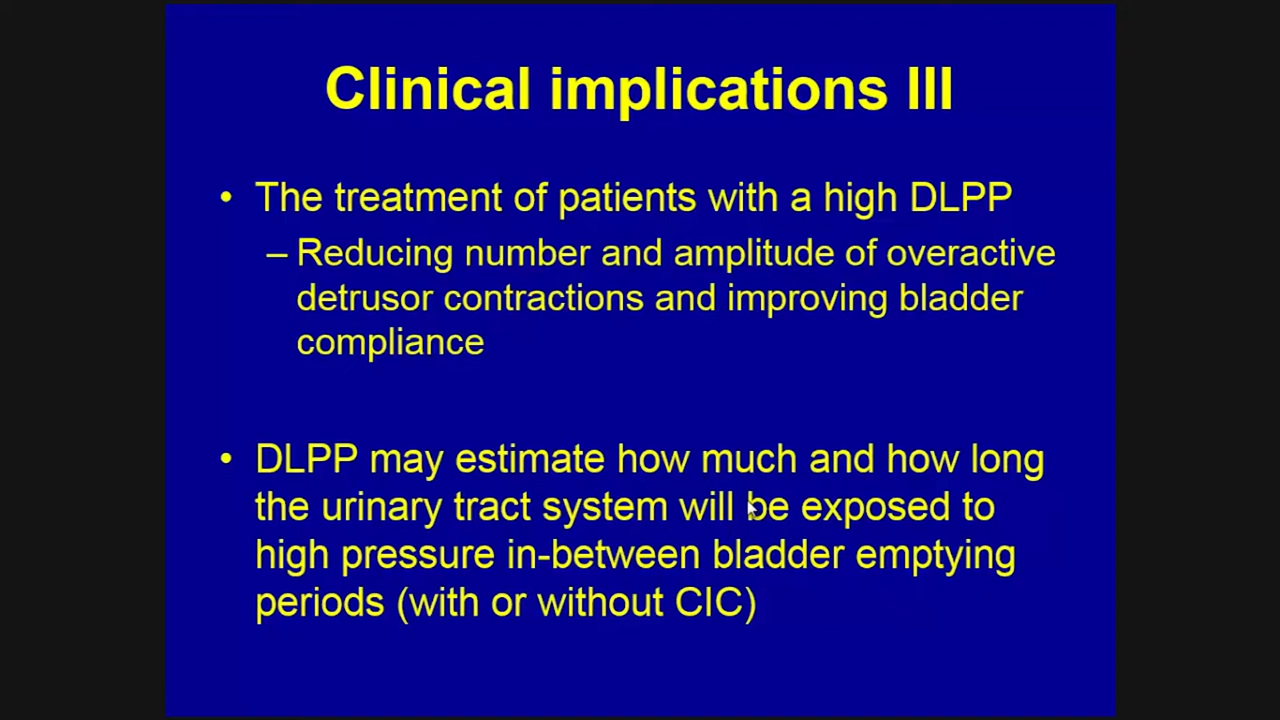 Clinical implications III
• The treatment of patients with a high DLPP
– Reducing number and amplitude of overactive
detrusor contractions and improving bladder
compliance
• DLPP may estimate how much and how long
the urinary tract system will be exposed to
high pressure in-between bladder emptying
periods (with or without CIC)